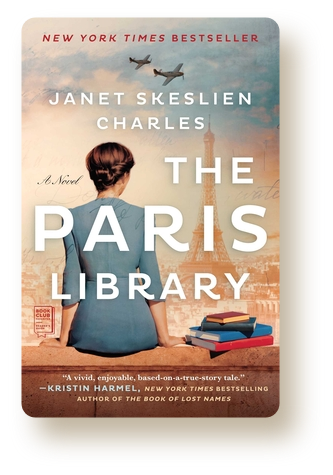 NEW YORK TIMES BESTSELLER
JANET SKESLIEN
CHARLES
A Novel
THE
PARIS
LIBRARY
BOOK
CLUB
"A vivid, enjoyable, based-on-a-true-story tale."
—KRISTIN HARMEL, NEW YORK TIMES BESTSELLING
AUTHOR OF THE BOOK OF LOST NAMES